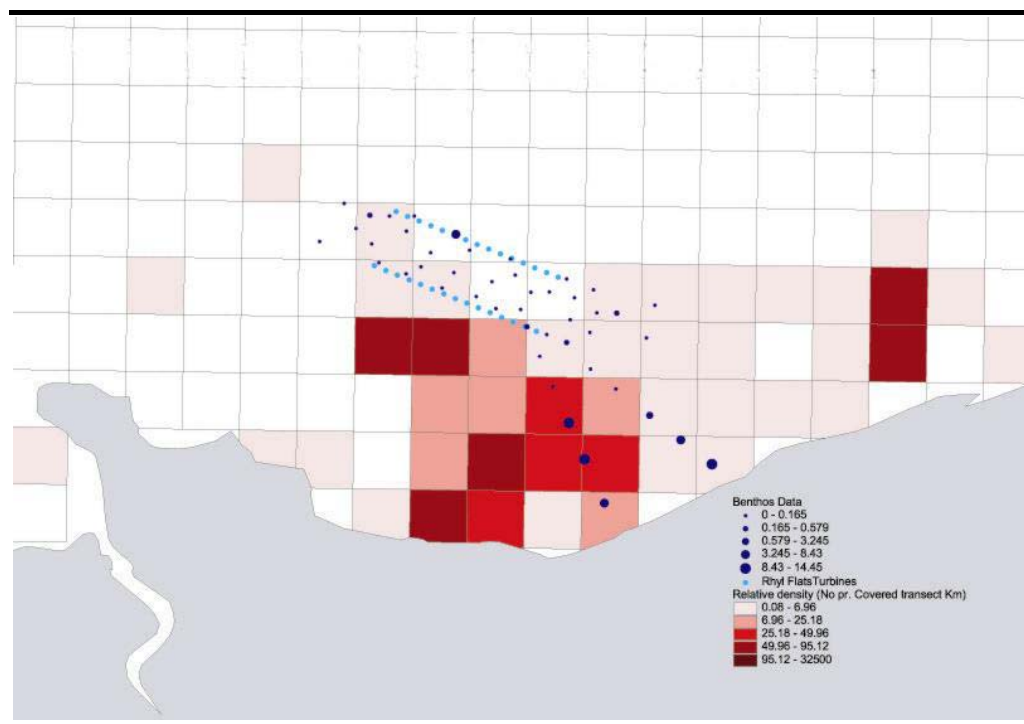 Benthos Data
0 - 0.165
0.165 - 0.579
0.579 - 3.245
3.245 - 8.43
8.43 - 14.45
Rhyl FlatsTurbines
Relative density (No pr. Covered transect Km)
0.08 - 6.96
6.96 - 25.18
25.18 - 49.96
49.96 - 95.12
95.12 - 32500